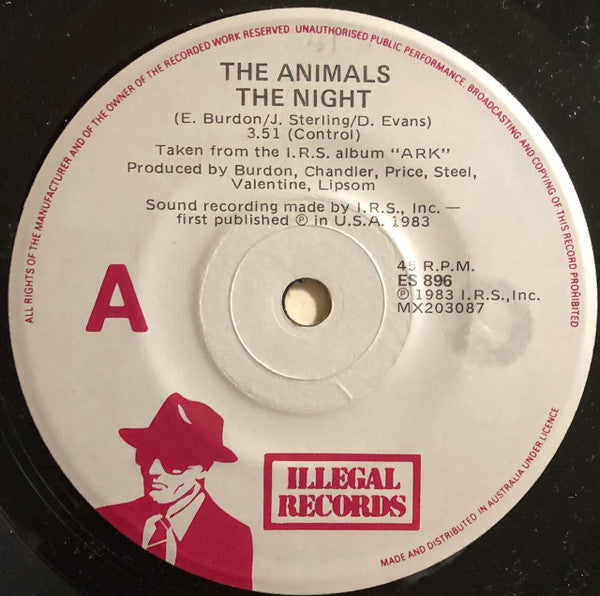 ALL RIGHTS OF THE MANUFACTURER AND OF THE OWNER OF THE RECORDED WORK RESERVED. UNAUTHORISED PUBLIC PERFORMANCE, BROADCASTING AND COPYING OF THIS RECORD PROHIBITED
THE ANIMALS
THE NIGHT
(E. Burdon/J. Sterling/D. Evans)
3.51 (Control)
Taken from the I.R.S. album "ARK"
Produced by Burdon, Chandler, Price, Steel,
Valentine, Lipsom
Sound recording made by I.R.S., Inc. —
first published ℗ in U.S.A. 1983
A
45 R.P.M.
ES 896
℗ 1983 I.R.S.,Inc.
MX203087
ILLEGAL
RECORDS
MADE AND DISTRIBUTED IN AUSTRALIA UNDER LICENCE